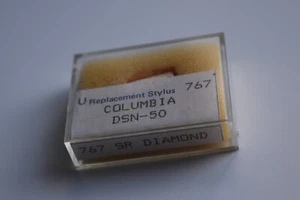 U Replacement Stylus 767
COLUMBIA
DSN-50
767 SR DIAMOND